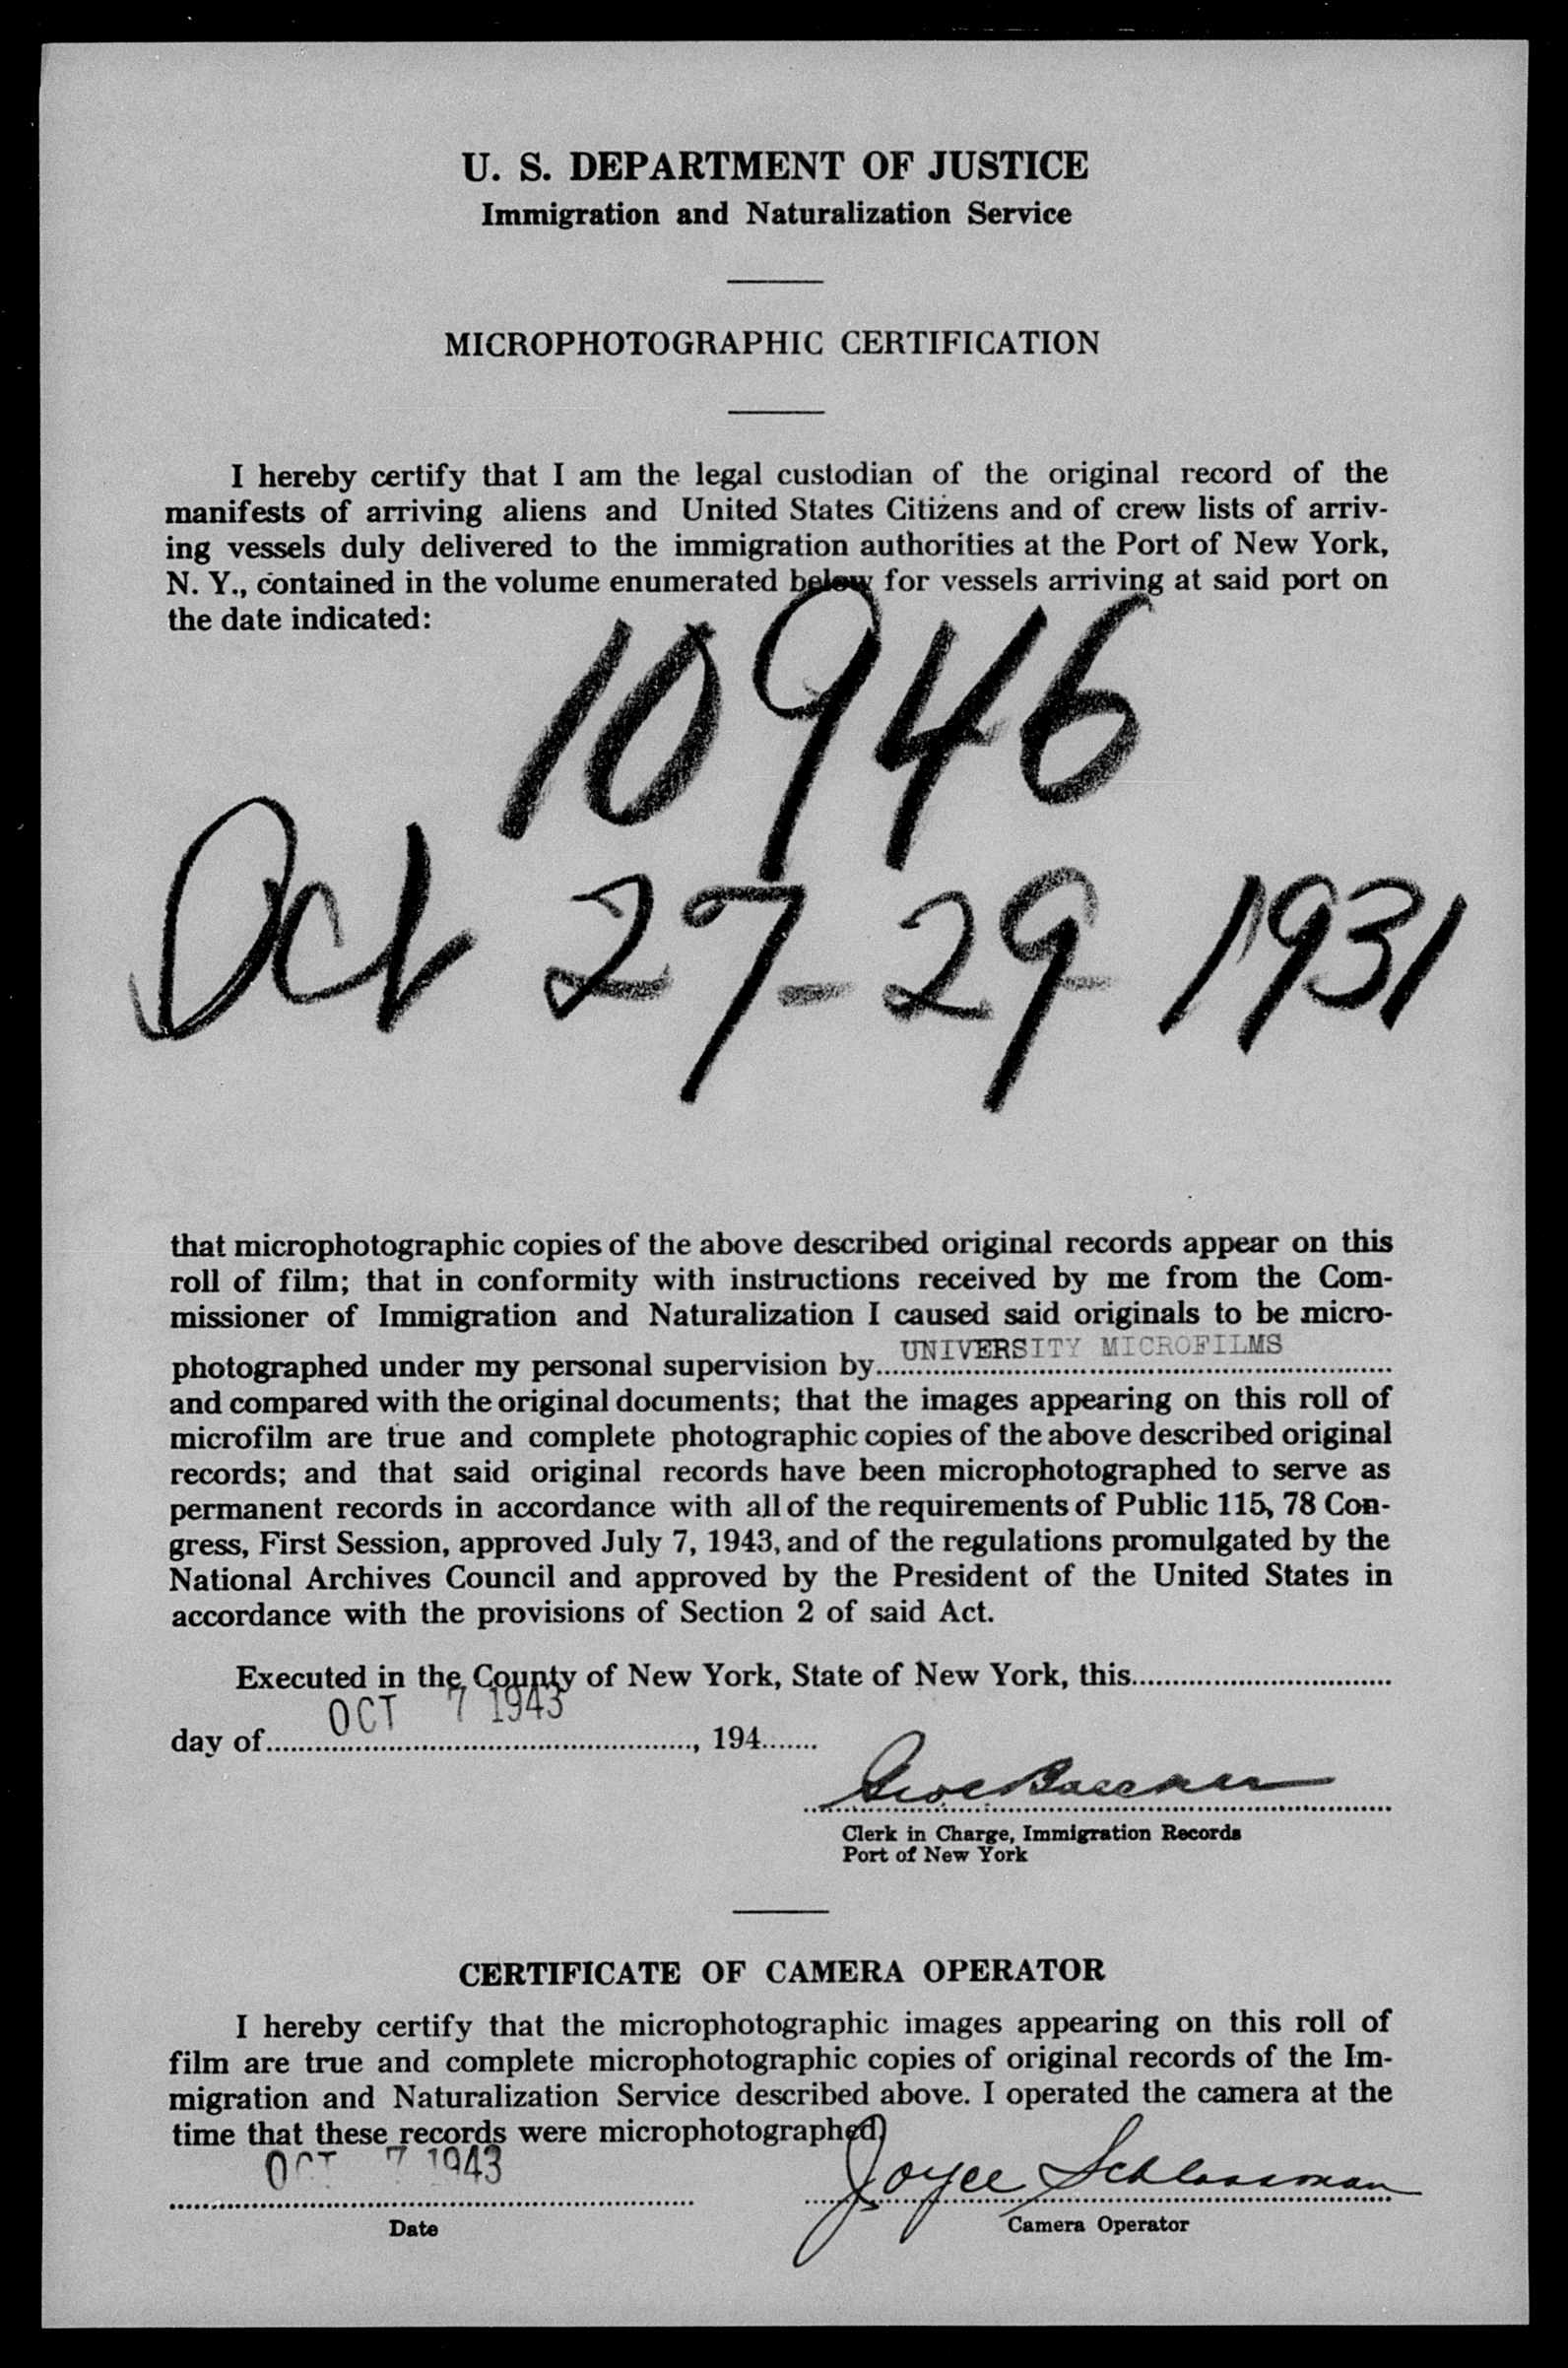 U. S. DEPARTMENT OF JUSTICE
Immigration and Naturalization Service
MICROPHOTOGRAPHIC CERTIFICATION
I hereby certify that I am the legal custodian of the original record of the
manifests of arriving aliens and United States Citizens and of crew lists of arriv-
ing vessels duly delivered to the immigration authorities at the Port of New York,
N. Y., contained in the volume enumerated below for vessels arriving at said port on
the date indicated:
10946
Oct 27-29 1931
that microphotographic copies of the above described original records appear on this
roll of film; that in conformity with instructions received by me from the Com-
missioner of Immigration and Naturalization I caused said originals to be micro-
photographed under my personal supervision by UNIVERSITY MICROFILMS
and compared with the original documents; that the images appearing on this roll of
microfilm are true and complete photographic copies of the above described original
records; and that said original records have been microphotographed to serve as
permanent records in accordance with all of the requirements of Public 115, 78 Con-
gress, First Session, approved July 7, 1943, and of the regulations promulgated by the
National Archives Council and approved by the President of the United States in
accordance with the provisions of Section 2 of said Act.
Executed in the County of New York, State of New York, this
OCT 7 1943
day of, 194
Clerk in Charge, Immigration Records
Port of New York
CERTIFICATE OF CAMERA OPERATOR
I hereby certify that the microphotographic images appearing on this roll of
film are true and complete microphotographic copies of original records of the Im-
migration and Naturalization Service described above. I operated the camera at the
time that these records were microphotographed.
OCT 7 1943 Joyce Schlossman
Date Camera Operator